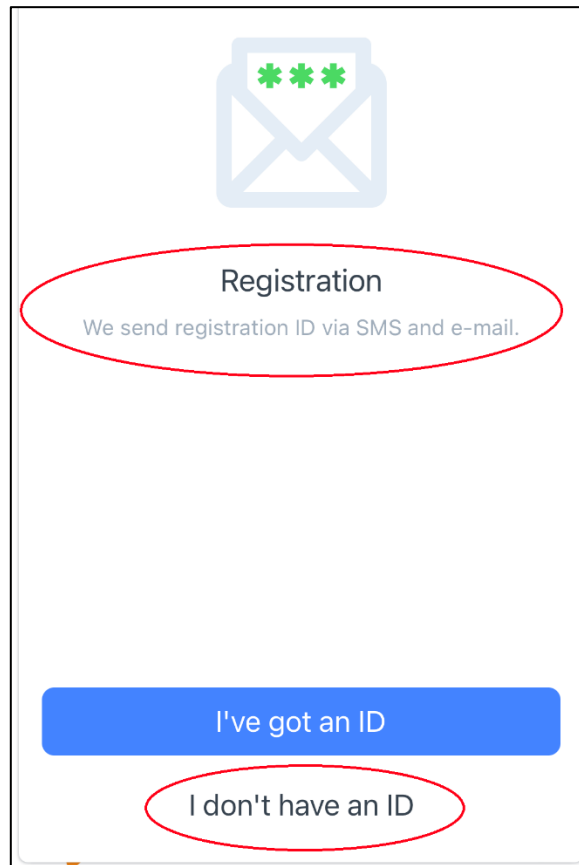 ***
Registration
We send registration ID via SMS and e-mail.
I've got an ID
I don't have an ID